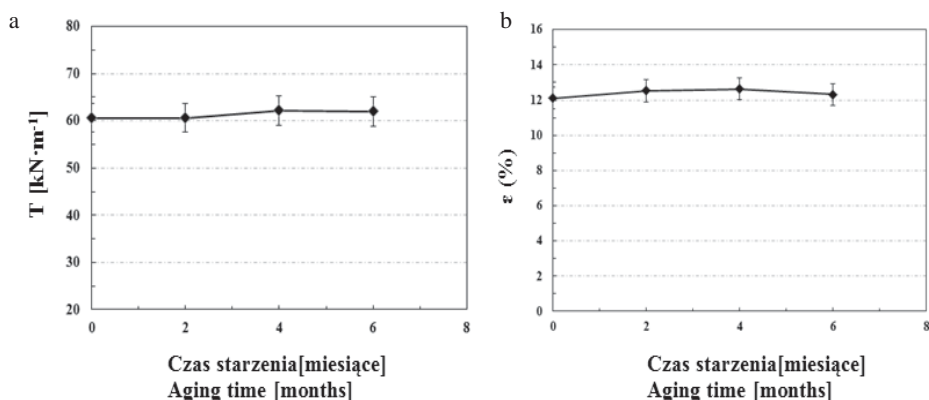 a
80
70
60
50
40
30
20
T [kN·m⁻¹]
0 2 4 6 8
Czas starzenia[miesiące]
Aging time [months]
b
16
14
12
10
8
6
4
2
0
ε (%)
0 2 4 6 8
Czas starzenia[miesiące]
Aging time [months]